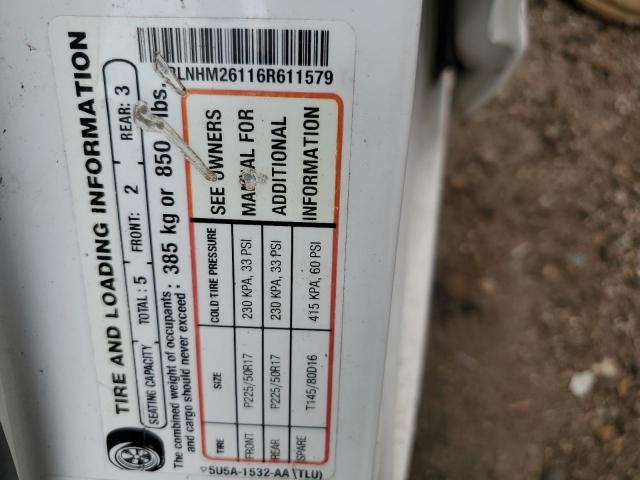 TIRE AND LOADING INFORMATION
SEATING CAPACITY TOTAL: 5 FRONT: 2 REAR: 3
The combined weight of occupants and cargo should never exceed : 385 kg or 850 lbs.
TIRE SIZE COLD TIRE PRESSURE
FRONT P225/50R17 230 KPA, 33 PSI
REAR P225/50R17 230 KPA, 33 PSI
SPARE T145/80D16 415 KPA, 60 PSI
SEE OWNERS
MANUAL FOR
ADDITIONAL
INFORMATION
5U5A-1532-AA (TLU)
LNHM26116R611579